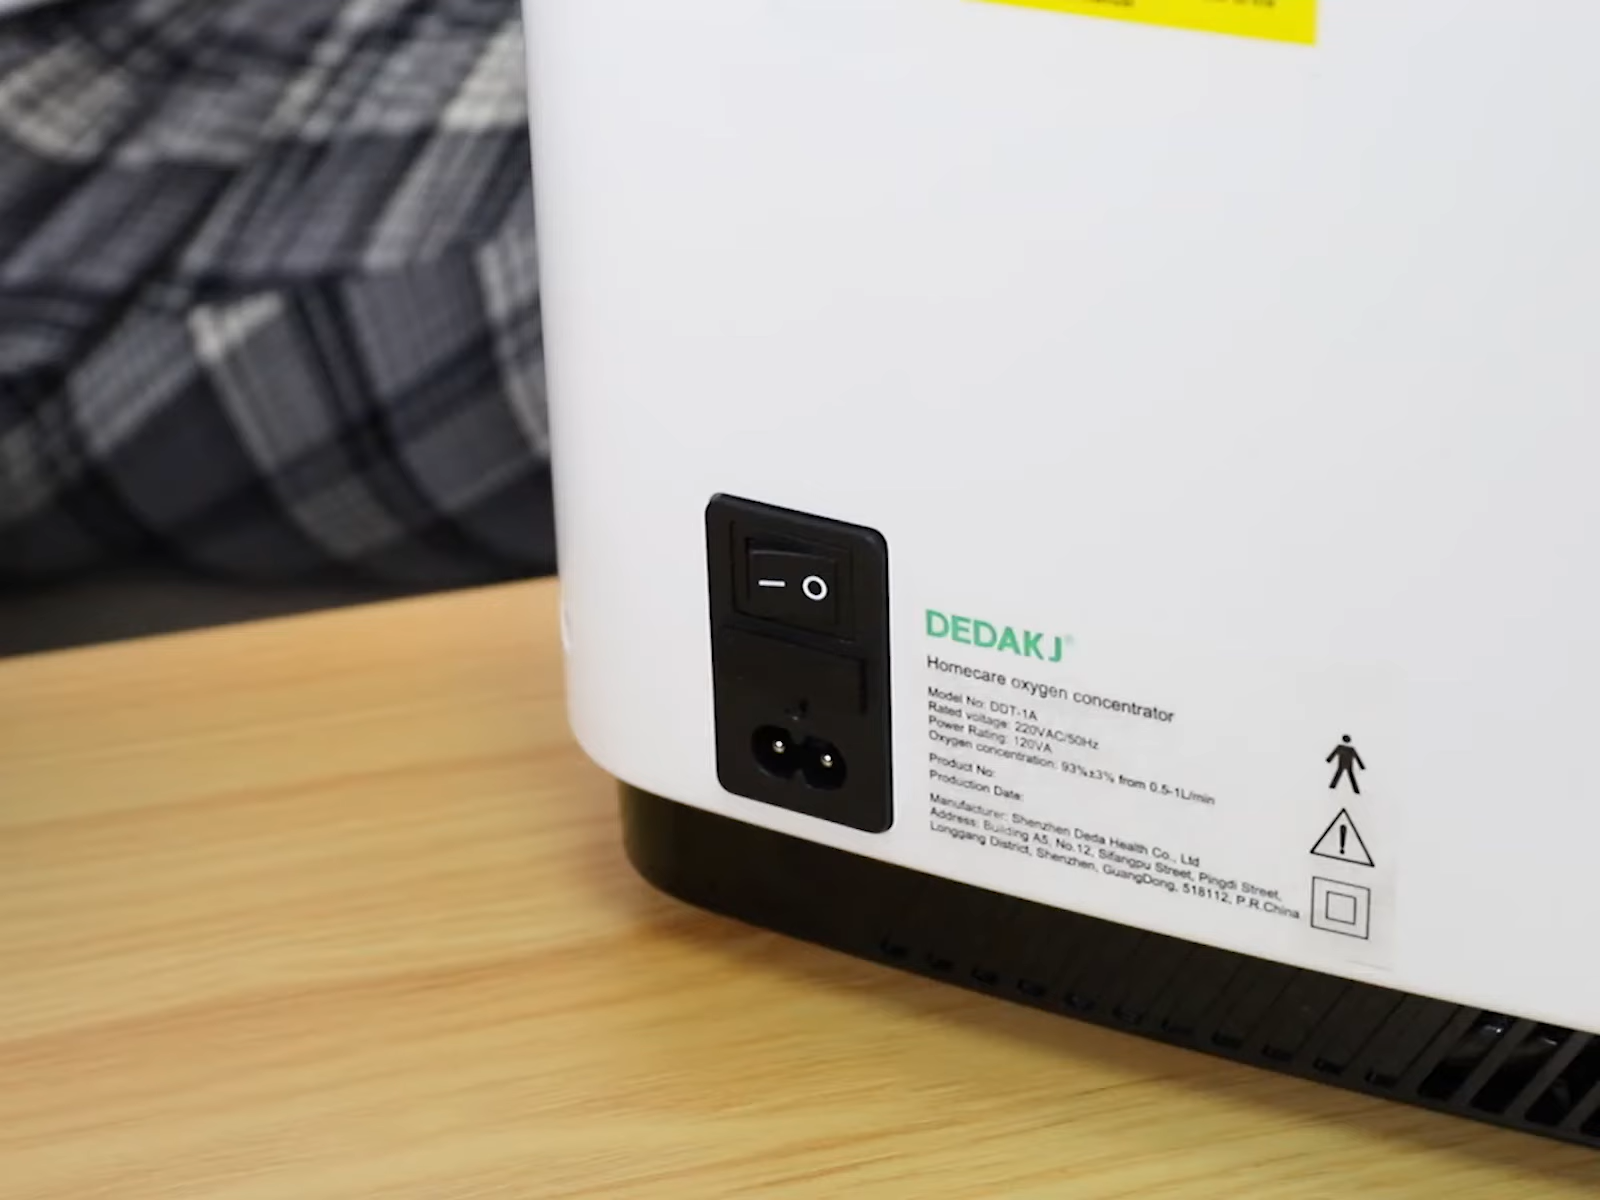 DEDAKJ®
Homecare oxygen concentrator
Model No: DDT-1A
Rated voltage: 220VAC/50Hz
Power Rating: 120VA
Oxygen concentration: 93%±3% from 0.5-1L/min
Product No:
Production Date:
Manufacturer: Shenzhen Deda Health Co., Ltd
Address: Building A5, No.12, Sifangpu Street, Pingdi Street,
Longgang District, Shenzhen, GuangDong, 518112, P.R.China